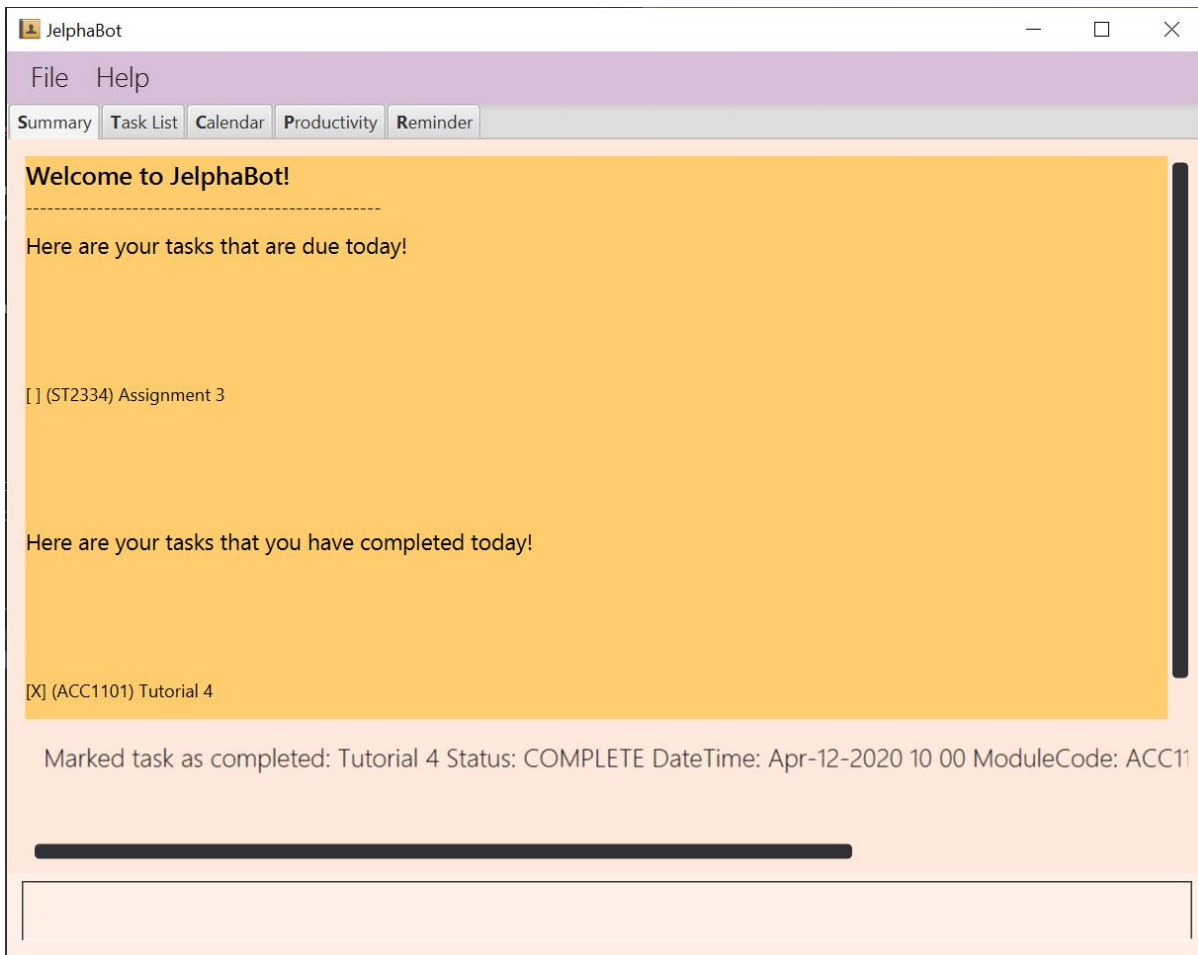 JelphaBot
File Help
Summary Task List Calendar Productivity Reminder
Welcome to JelphaBot!
---------------------------------------------------
Here are your tasks that are due today!
[ ] (ST2334) Assignment 3
Here are your tasks that you have completed today!
[X] (ACC1101) Tutorial 4
Marked task as completed: Tutorial 4 Status: COMPLETE DateTime: Apr-12-2020 10 00 ModuleCode: ACC11